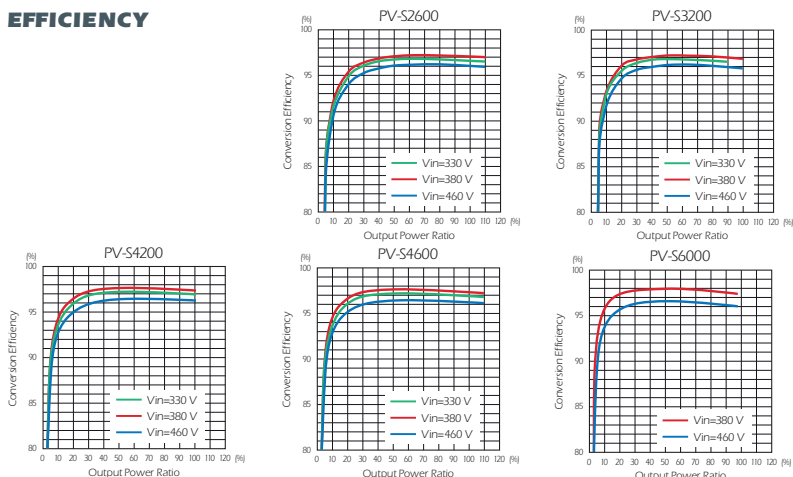 EFFICIENCY
PV-S2600
(%)
100
95
90
85
80
Conversion Efficiency
Vin=330 V
Vin=380 V
Vin=460 V
0 10 20 30 40 50 60 70 80 90 100 110 120 (%)
Output Power Ratio
PV-S3200
(%)
100
95
90
85
80
Conversion Efficiency
Vin=330 V
Vin=380 V
Vin=460 V
0 10 20 30 40 50 60 70 80 90 100 110 120 (%)
Output Power Ratio
PV-S4200
(%)
100
95
90
85
80
Conversion Efficiency
Vin=330 V
Vin=380 V
Vin=460 V
0 10 20 30 40 50 60 70 80 90 100 110 120 (%)
Output Power Ratio
PV-S4600
(%)
100
95
90
85
80
Conversion Efficiency
Vin=330 V
Vin=380 V
Vin=460 V
0 10 20 30 40 50 60 70 80 90 100 110 120 (%)
Output Power Ratio
PV-S6000
(%)
100
95
90
85
80
Conversion Efficiency
Vin=380 V
Vin=460 V
0 10 20 30 40 50 60 70 80 90 100 110 120 (%)
Output Power Ratio